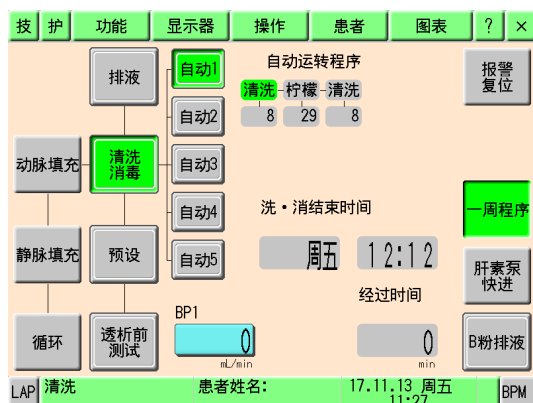 技 护 功能 显示器 操作 患者 图表 ? ×
排液 自动1 自动运转程序 报警
复位
清洗 柠檬 清洗
8 29 8
自动2
动脉填充 清洗
消毒 自动3
自动4 洗・消结束时间 一周程序
静脉填充 预设 自动5 周五 12:12 肝素泵
快进
经过时间
循环 透析前
测试 BP1 0 mL/min 0 min B粉排液
LAP 清洗 患者姓名: 17.11.13 周五 BPM
11:27